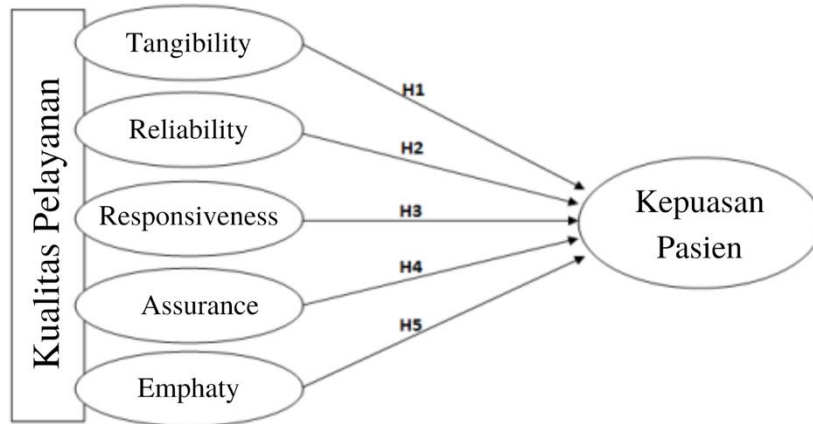 Kualitas Pelayanan
Tangibility
Reliability
Responsiveness
Assurance
Emphaty
H1
H2
H3
H4
H5
Kepuasan
Pasien